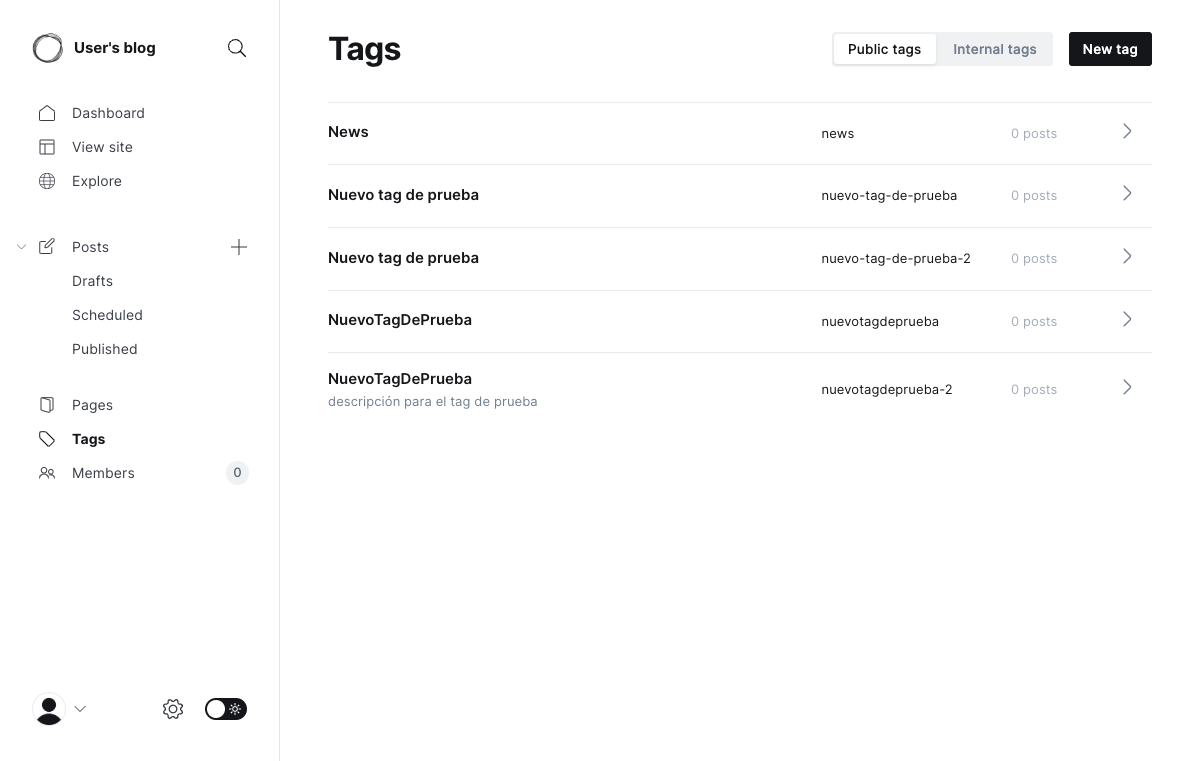 User's blog
Dashboard
View site
Explore
Posts
Drafts
Scheduled
Published
Pages
Tags
Members 0
Tags
Public tags Internal tags New tag
News news 0 posts
Nuevo tag de prueba nuevo-tag-de-prueba 0 posts
Nuevo tag de prueba nuevo-tag-de-prueba-2 0 posts
NuevoTagDePrueba nuevotagdeprueba 0 posts
NuevoTagDePrueba nuevotagdeprueba-2 0 posts
descripción para el tag de prueba